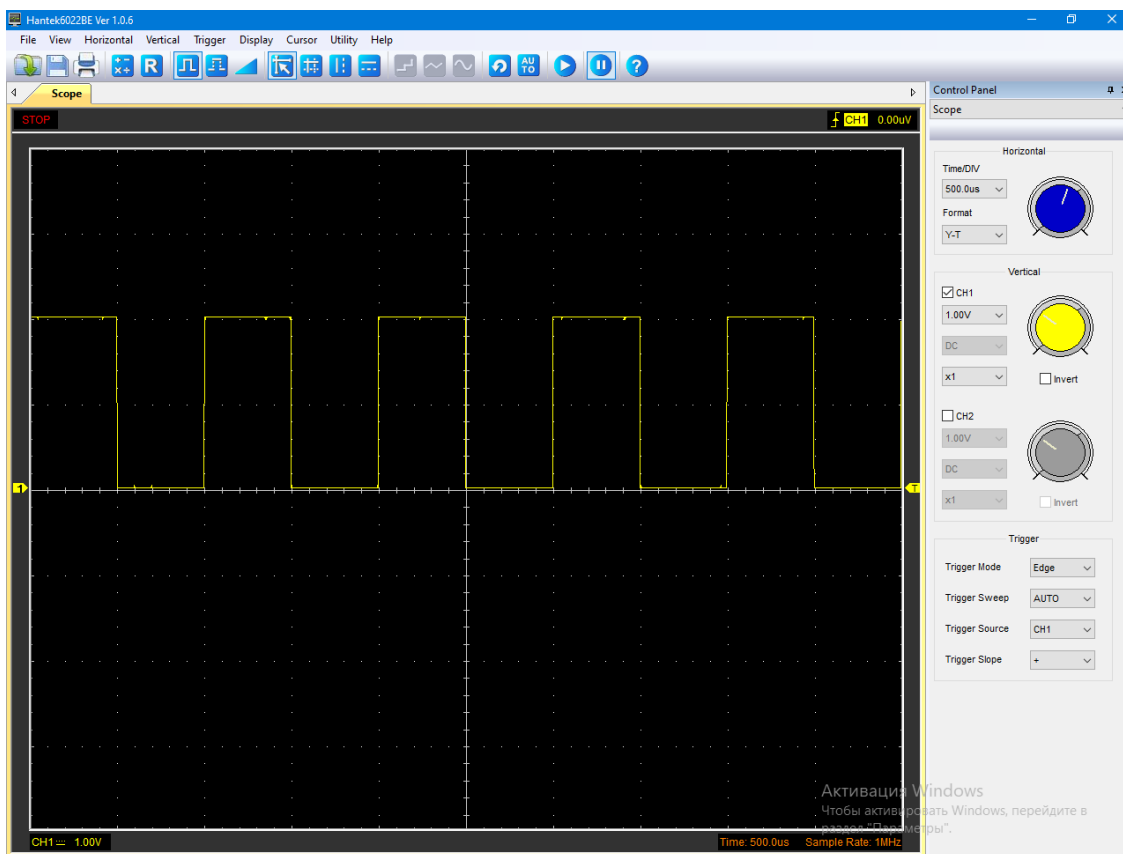 Hantek6022BE Ver 1.0.6
File View Horizontal Vertical Trigger Display Cursor Utility Help
R AU TO ?
Scope
Control Panel
Scope
STOP
CH1 0.00uV
Horizontal
Time/DIV
500.0us
Format
Y-T
Vertical
CH1
1.00V
DC
x1
Invert
CH2
1.00V
DC
x1
Invert
1
T
Trigger
Trigger Mode Edge
Trigger Sweep AUTO
Trigger Source CH1
Trigger Slope +
Активация Windows
Чтобы активировать Windows, перейдите в
раздел "Параметры".
CH1 1.00V
Time: 500.0us Sample Rate: 1MHz